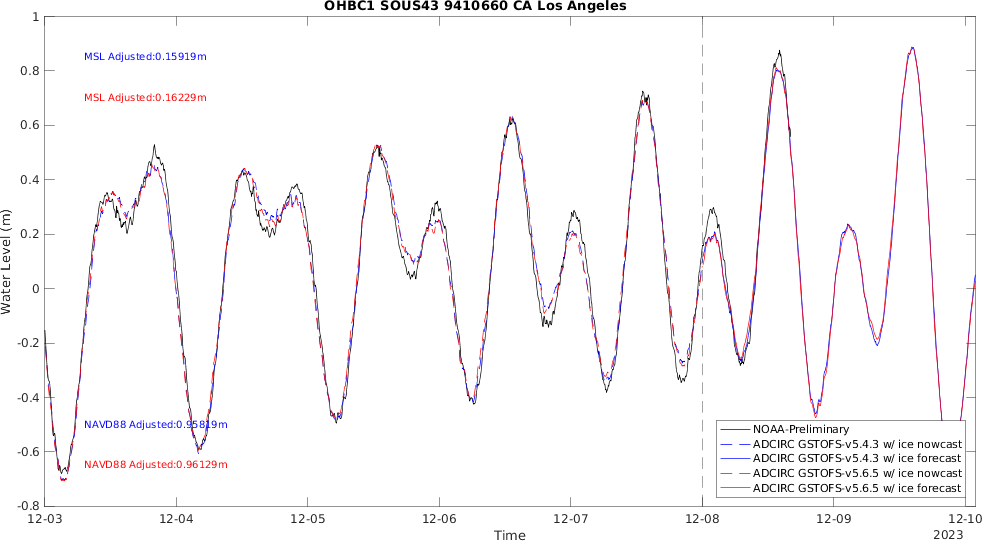 OHBC1 SOUS43 9410660 CA Los Angeles
1
0.8
0.6
0.4
0.2
0
-0.2
-0.4
-0.6
-0.8
Water Level (m)
MSL Adjusted:0.15919m
MSL Adjusted:0.16229m
NAVD88 Adjusted:0.95819m
NAVD88 Adjusted:0.96129m
NOAA-Preliminary
ADCIRC GSTOFS-v5.4.3 w/ ice nowcast
ADCIRC GSTOFS-v5.4.3 w/ ice forecast
ADCIRC GSTOFS-v5.6.5 w/ ice nowcast
ADCIRC GSTOFS-v5.6.5 w/ ice forecast
12-03 12-04 12-05 12-06 12-07 12-08 12-09 12-10
Time
2023